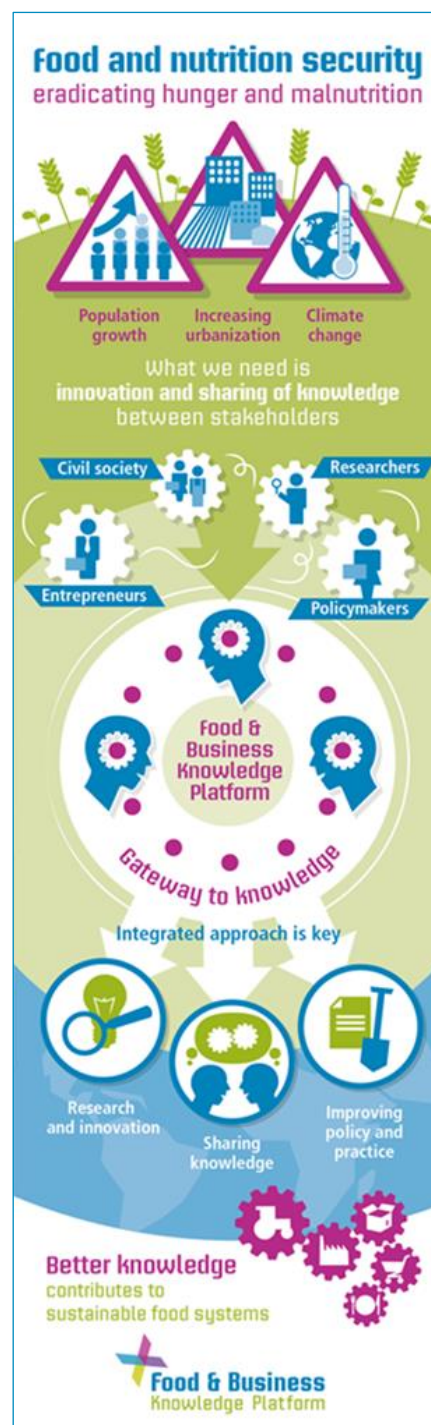 Food and nutrition security
eradicating hunger and malnutrition
Population
growth
Increasing
urbanization
Climate
change
What we need is
innovation and sharing of knowledge
between stakeholders
Civil society
Researchers
Entrepreneurs
Policymakers
Food &
Business
Knowledge
Platform
Gateway to knowledge
Integrated approach is key
Research
and innovation
Sharing
knowledge
Improving
policy and
practice
Better knowledge
contributes to
sustainable food systems
Food & Business
Knowledge Platform